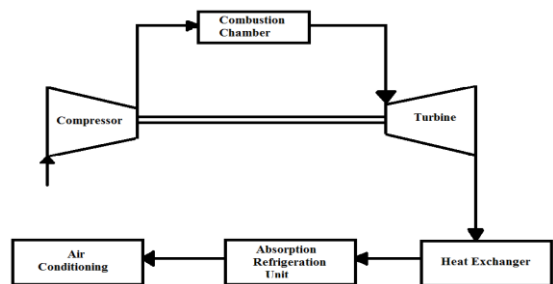 Combustion
Chamber
Compressor
Turbine
Air
Conditioning
Absorption
Refrigeration
Unit
Heat Exchanger